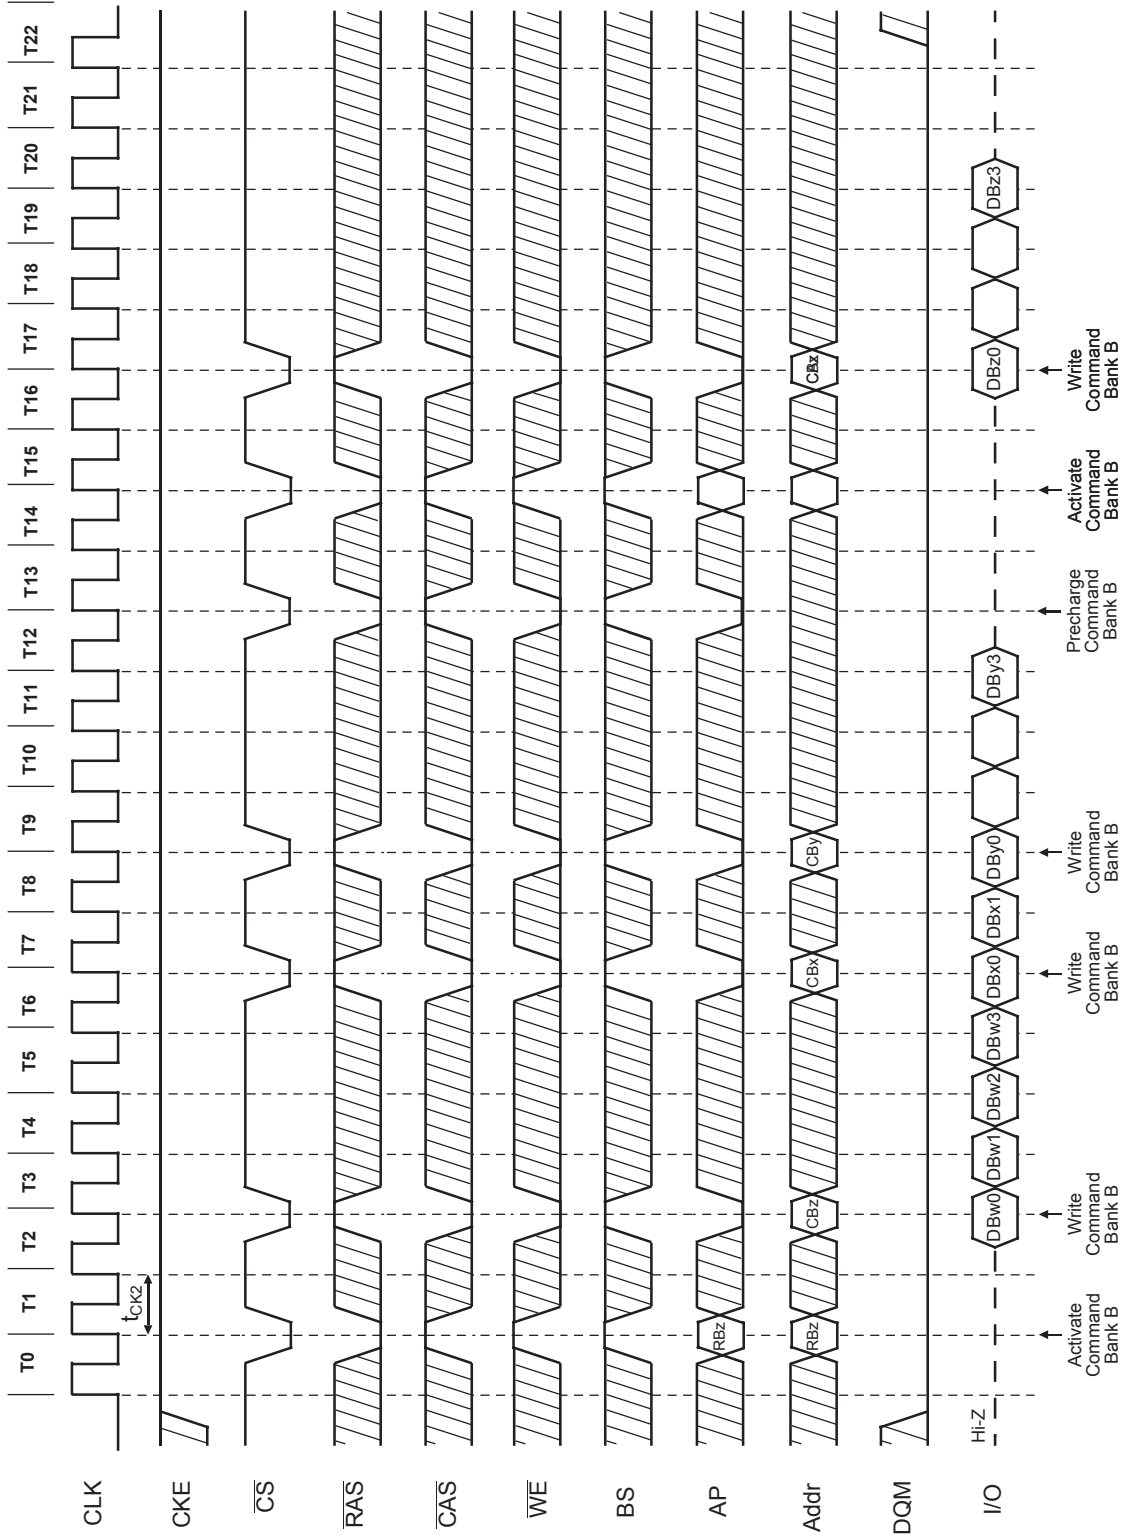 T0 T1 T2 T3 T4 T5 T6 T7 T8 T9 T10 T11 T12 T13 T14 T15 T16 T17 T18 T19 T20 T21 T22
CLK
tCK2
CKE
CS
RAS
CAS
WE
BS
AP RBz
Addr RBz CBz CBx CBy
DQM
I/O Hi-Z DBw0 DBw1 DBw2 DBw3 DBx0 DBx1 DBy0 DBy3 DBz0 DBz3
Activate
Command
Bank B
Write
Command
Bank B
Write
Command
Bank B
Write
Command
Bank B
Precharge
Command
Bank B
Activate
Command
Bank B
Write
Command
Bank B